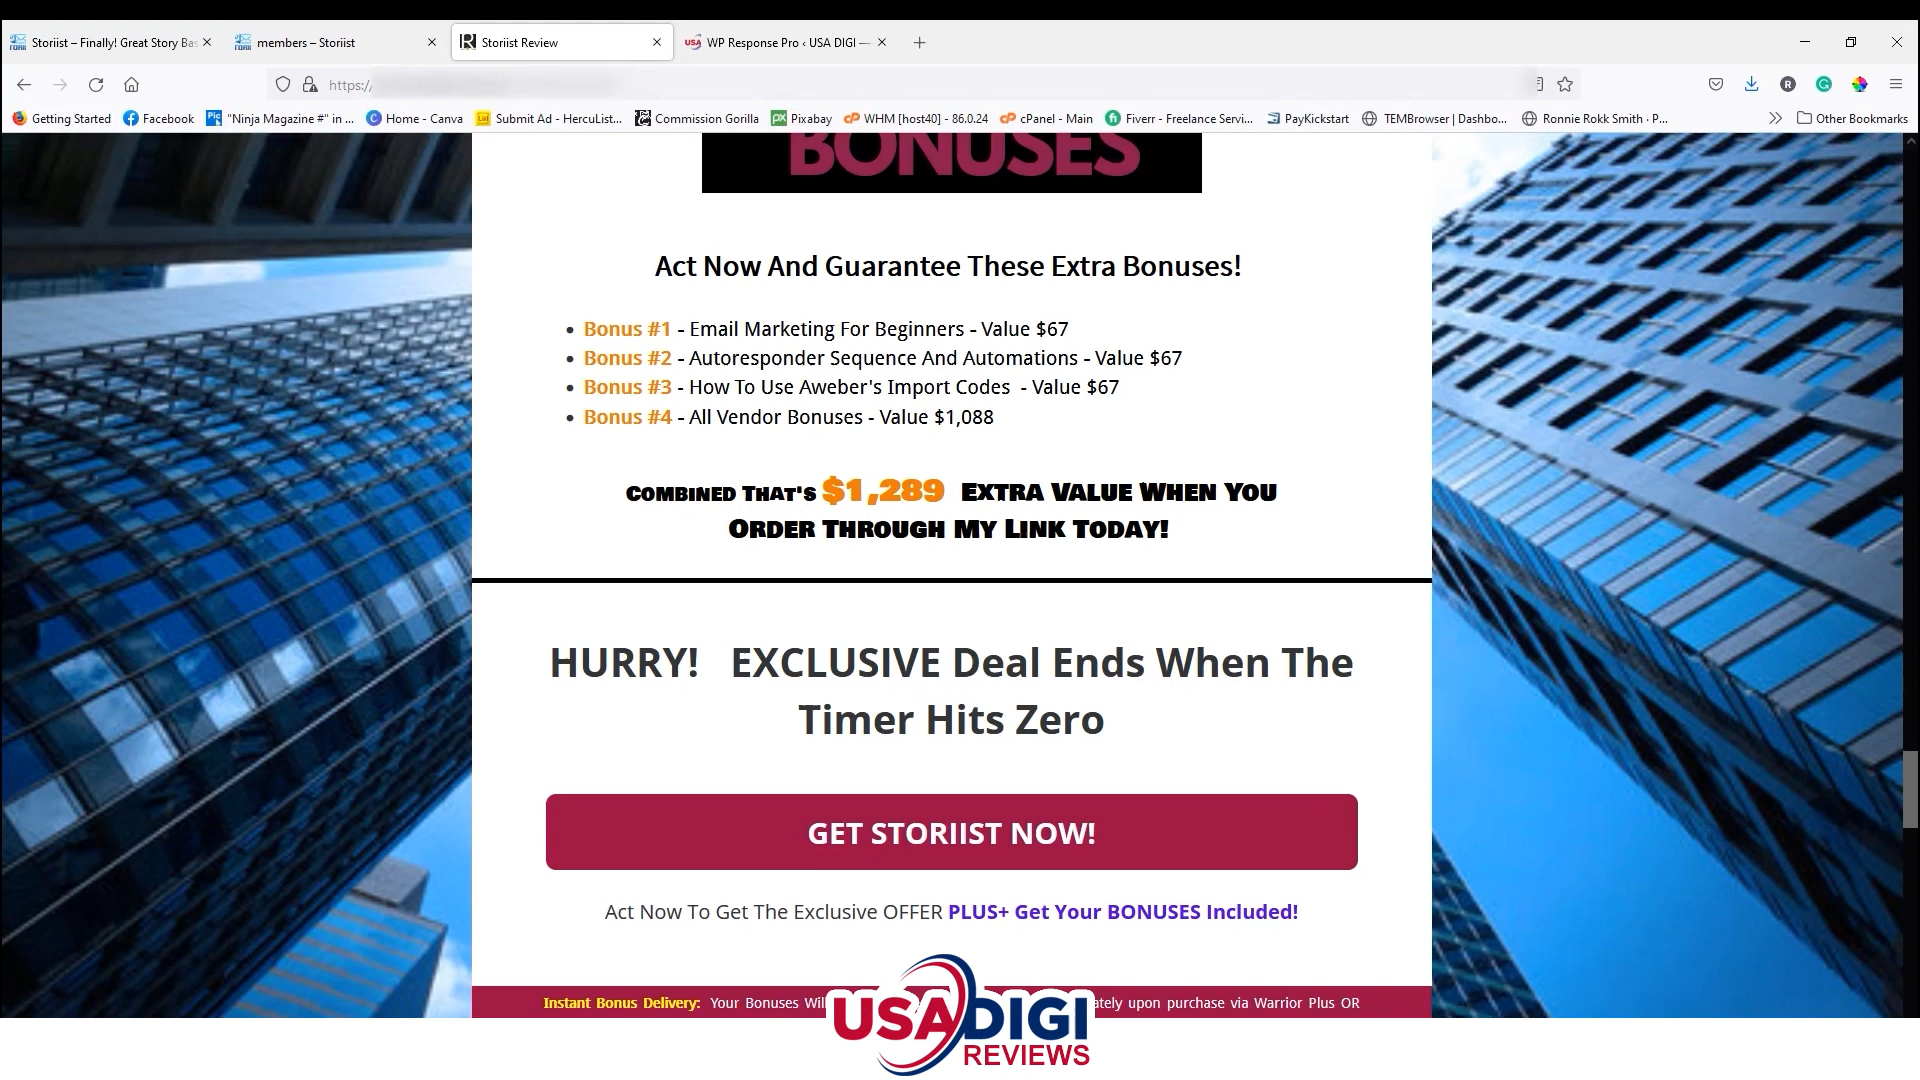 Storiist – Finally! Great Story Bas
members – Storiist
Storiist Review
WP Response Pro ‹ USA DIGI —
https:/
Getting Started
Facebook
"Ninja Magazine #" in ...
Home - Canva
Submit Ad - HercuList...
Commission Gorilla
Pixabay
WHM [host40] - 86.0.24
cPanel - Main
Fiverr - Freelance Servi...
PayKickstart
TEMBrowser | Dashbo...
Ronnie Rokk Smith · P...
Other Bookmarks
BONUSES
Act Now And Guarantee These Extra Bonuses!
• Bonus #1 - Email Marketing For Beginners - Value $67
• Bonus #2 - Autoresponder Sequence And Automations - Value $67
• Bonus #3 - How To Use Aweber's Import Codes - Value $67
• Bonus #4 - All Vendor Bonuses - Value $1,088
Combined That's $1,289 Extra Value When You
Order Through My Link Today!
HURRY! EXCLUSIVE Deal Ends When The
Timer Hits Zero
GET STORIIST NOW!
Act Now To Get The Exclusive OFFER PLUS+ Get Your BONUSES Included!
Instant Bonus Delivery: Your Bonuses Wil ately upon purchase via Warrior Plus OR
USA DIGI
REVIEWS